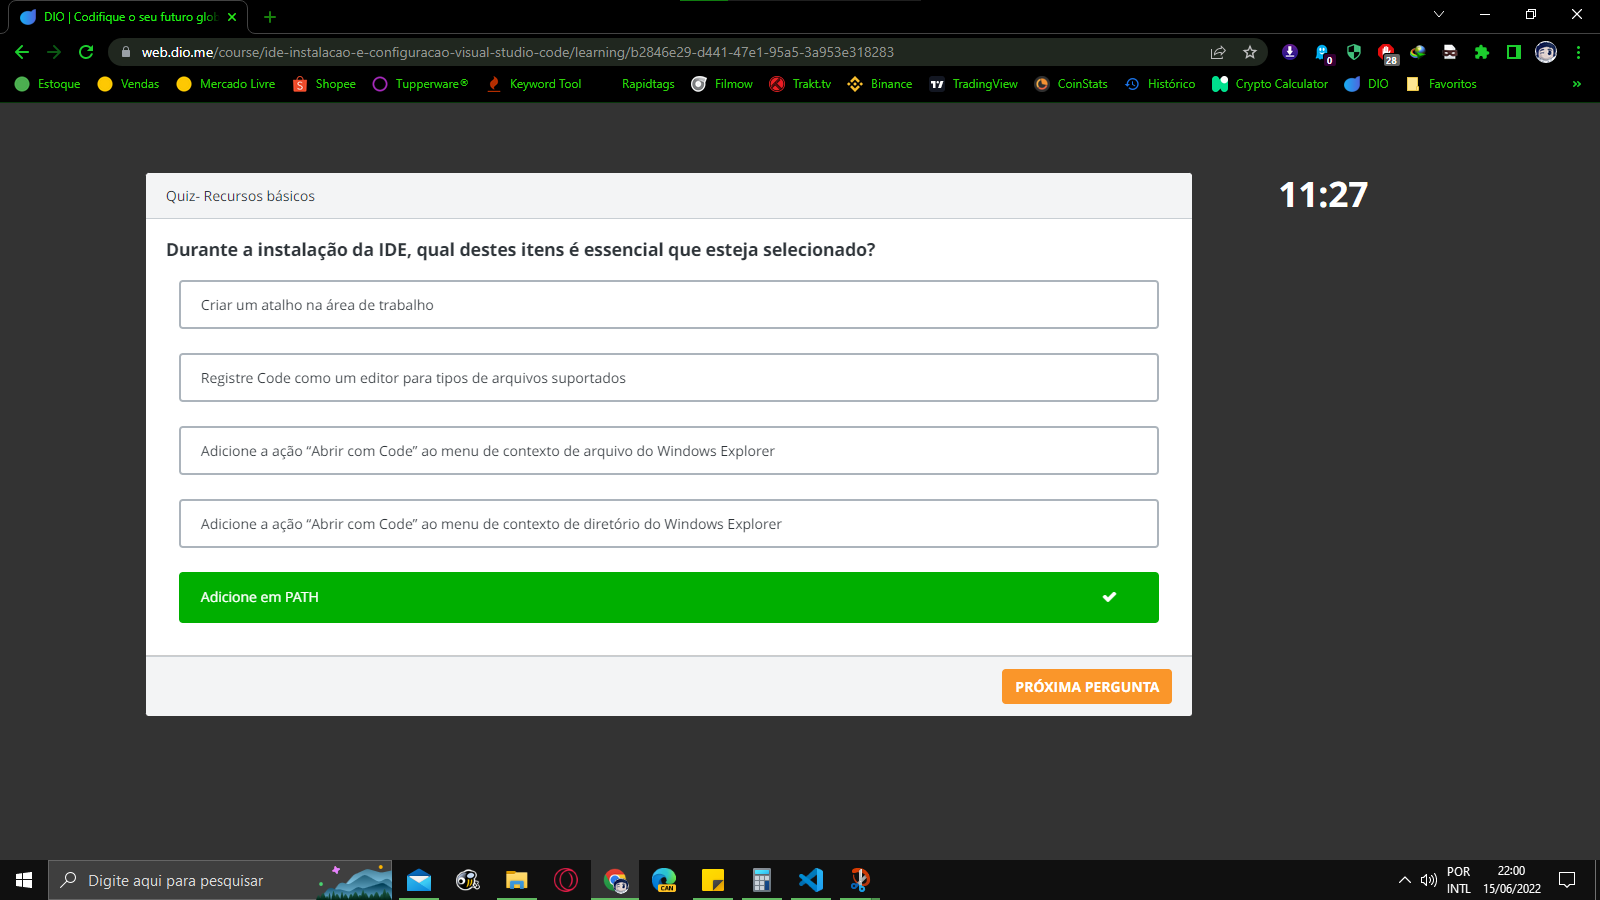 DIO | Codifique o seu futuro glob
web.dio.me/course/ide-instalacao-e-configuracao-visual-studio-code/learning/b2846e29-d441-47e1-95a5-3a953e318283
0
28
Estoque Vendas Mercado Livre Shopee Tupperware® Keyword Tool Rapidtags Filmow Trakt.tv Binance TradingView CoinStats Histórico Crypto Calculator DIO Favoritos »
Quiz- Recursos básicos
11:27
Durante a instalação da IDE, qual destes itens é essencial que esteja selecionado?
Criar um atalho na área de trabalho
Registre Code como um editor para tipos de arquivos suportados
Adicione a ação “Abrir com Code” ao menu de contexto de arquivo do Windows Explorer
Adicione a ação “Abrir com Code” ao menu de contexto de diretório do Windows Explorer
Adicione em PATH
PRÓXIMA PERGUNTA
Digite aqui para pesquisar
CAN
POR
INTL
22:00
15/06/2022